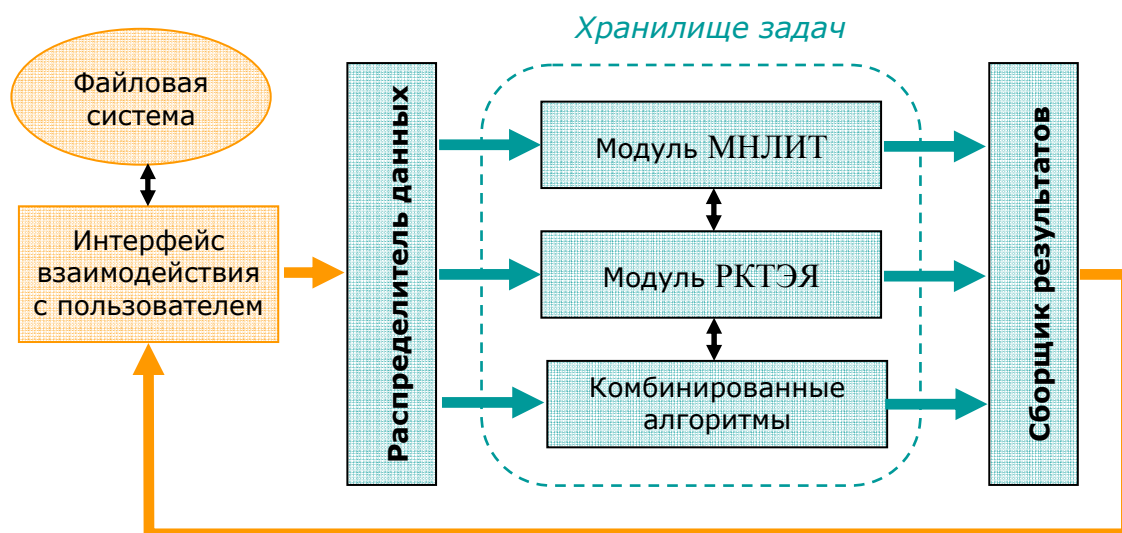 Хранилище задач
Файловая
система
Интерфейс
взаимодействия
с пользователем
Распределитель данных
Модуль МНЛИТ
Модуль РКТЭЯ
Комбинированные
алгоритмы
Сборщик результатов